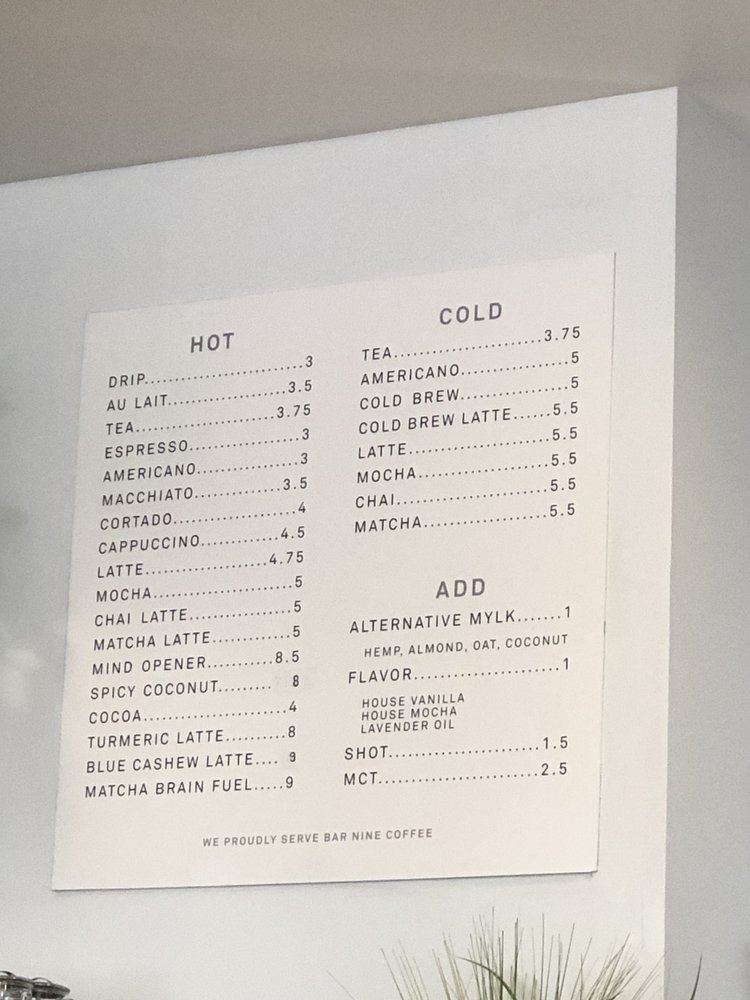 HOT
DRIP.........................3
AU LAIT...................3.5
TEA......................3.75
ESPRESSO..................3
AMERICANO................3
MACCHIATO..............3.5
CORTADO...................4
CAPPUCCINO............4.5
LATTE...................4.75
MOCHA......................5
CHAI LATTE................5
MATCHA LATTE.............5
MIND OPENER..........8.5
SPICY COCONUT......... 8
COCOA.......................4
TURMERIC LATTE..........8
BLUE CASHEW LATTE.... 9
MATCHA BRAIN FUEL.....9
COLD
TEA.......................3.75
AMERICANO.................5
COLD BREW.................5
COLD BREW LATTE......5.5
LATTE......................5.5
MOCHA.....................5.5
CHAI........................5.5
MATCHA....................5.5
ADD
ALTERNATIVE MYLK.......1
HEMP, ALMOND, OAT, COCONUT
FLAVOR.......................1
HOUSE VANILLA
HOUSE MOCHA
LAVENDER OIL
SHOT........................1.5
MCT.........................2.5
WE PROUDLY SERVE BAR NINE COFFEE